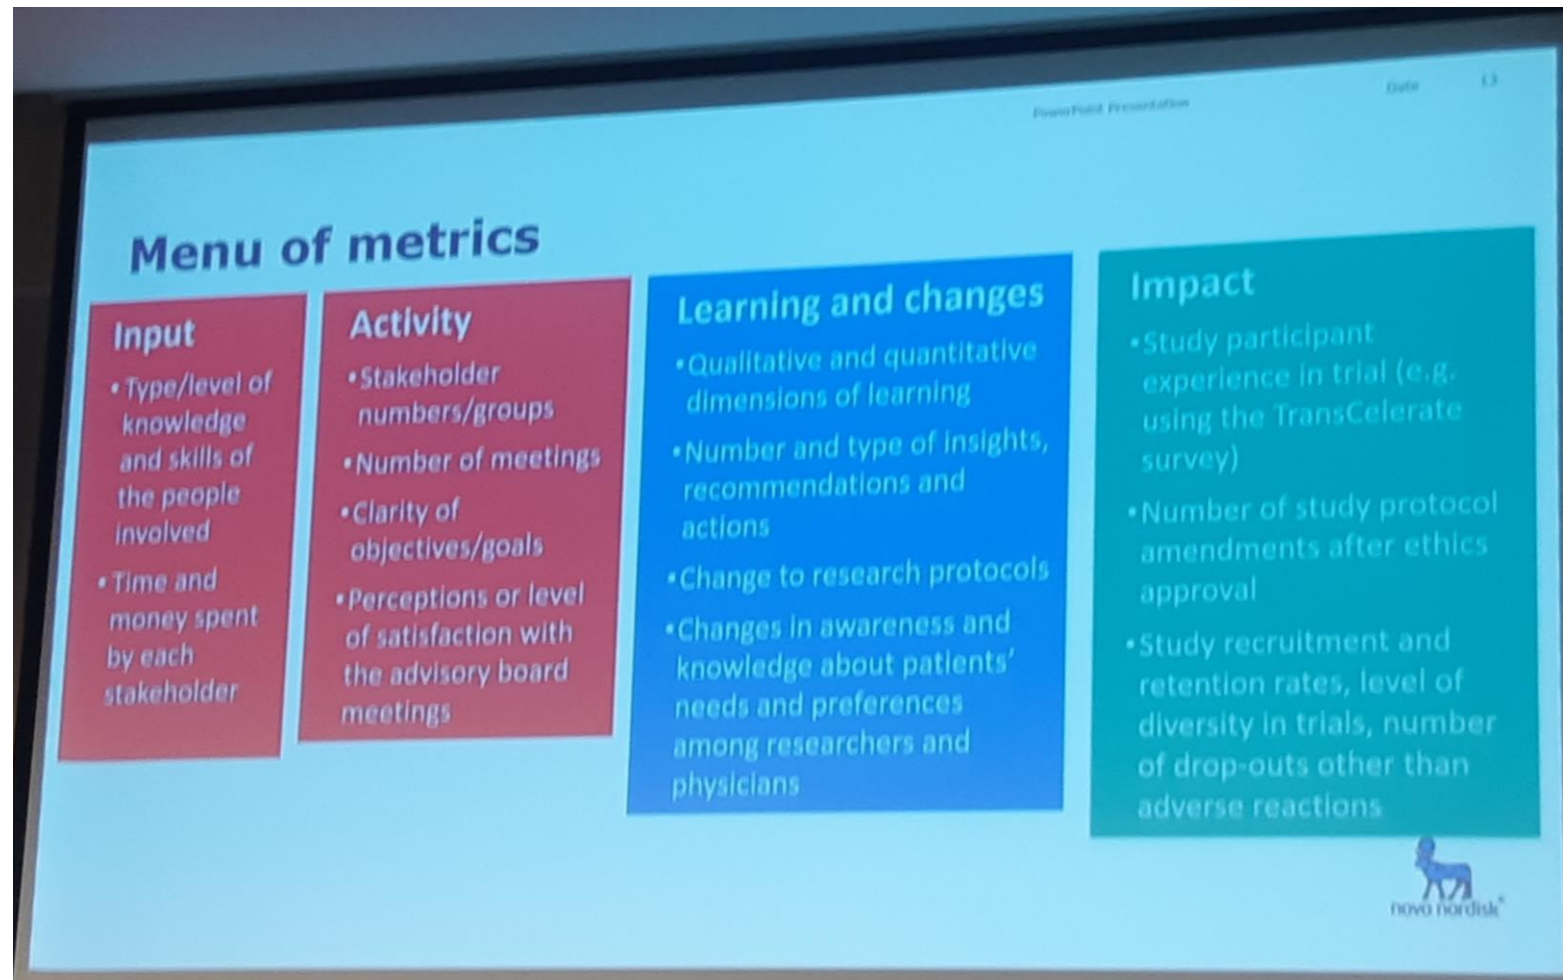 PowerPoint Presentation
Date
13
Menu of metrics
Input
• Type/level of
knowledge
and skills of
the people
involved
• Time and
money spent
by each
stakeholder
Activity
• Stakeholder
numbers/groups
• Number of meetings
• Clarity of
objectives/goals
• Perceptions or level
of satisfaction with
the advisory board
meetings
Learning and changes
• Qualitative and quantitative
dimensions of learning
• Number and type of insights,
recommendations and
actions
• Change to research protocols
• Changes in awareness and
knowledge about patients'
needs and preferences
among researchers and
physicians
Impact
• Study participant
experience in trial (e.g.
using the TransCelerate
survey)
• Number of study protocol
amendments after ethics
approval
• Study recruitment and
retention rates, level of
diversity in trials, number
of drop-outs other than
adverse reactions
novo nordisk®